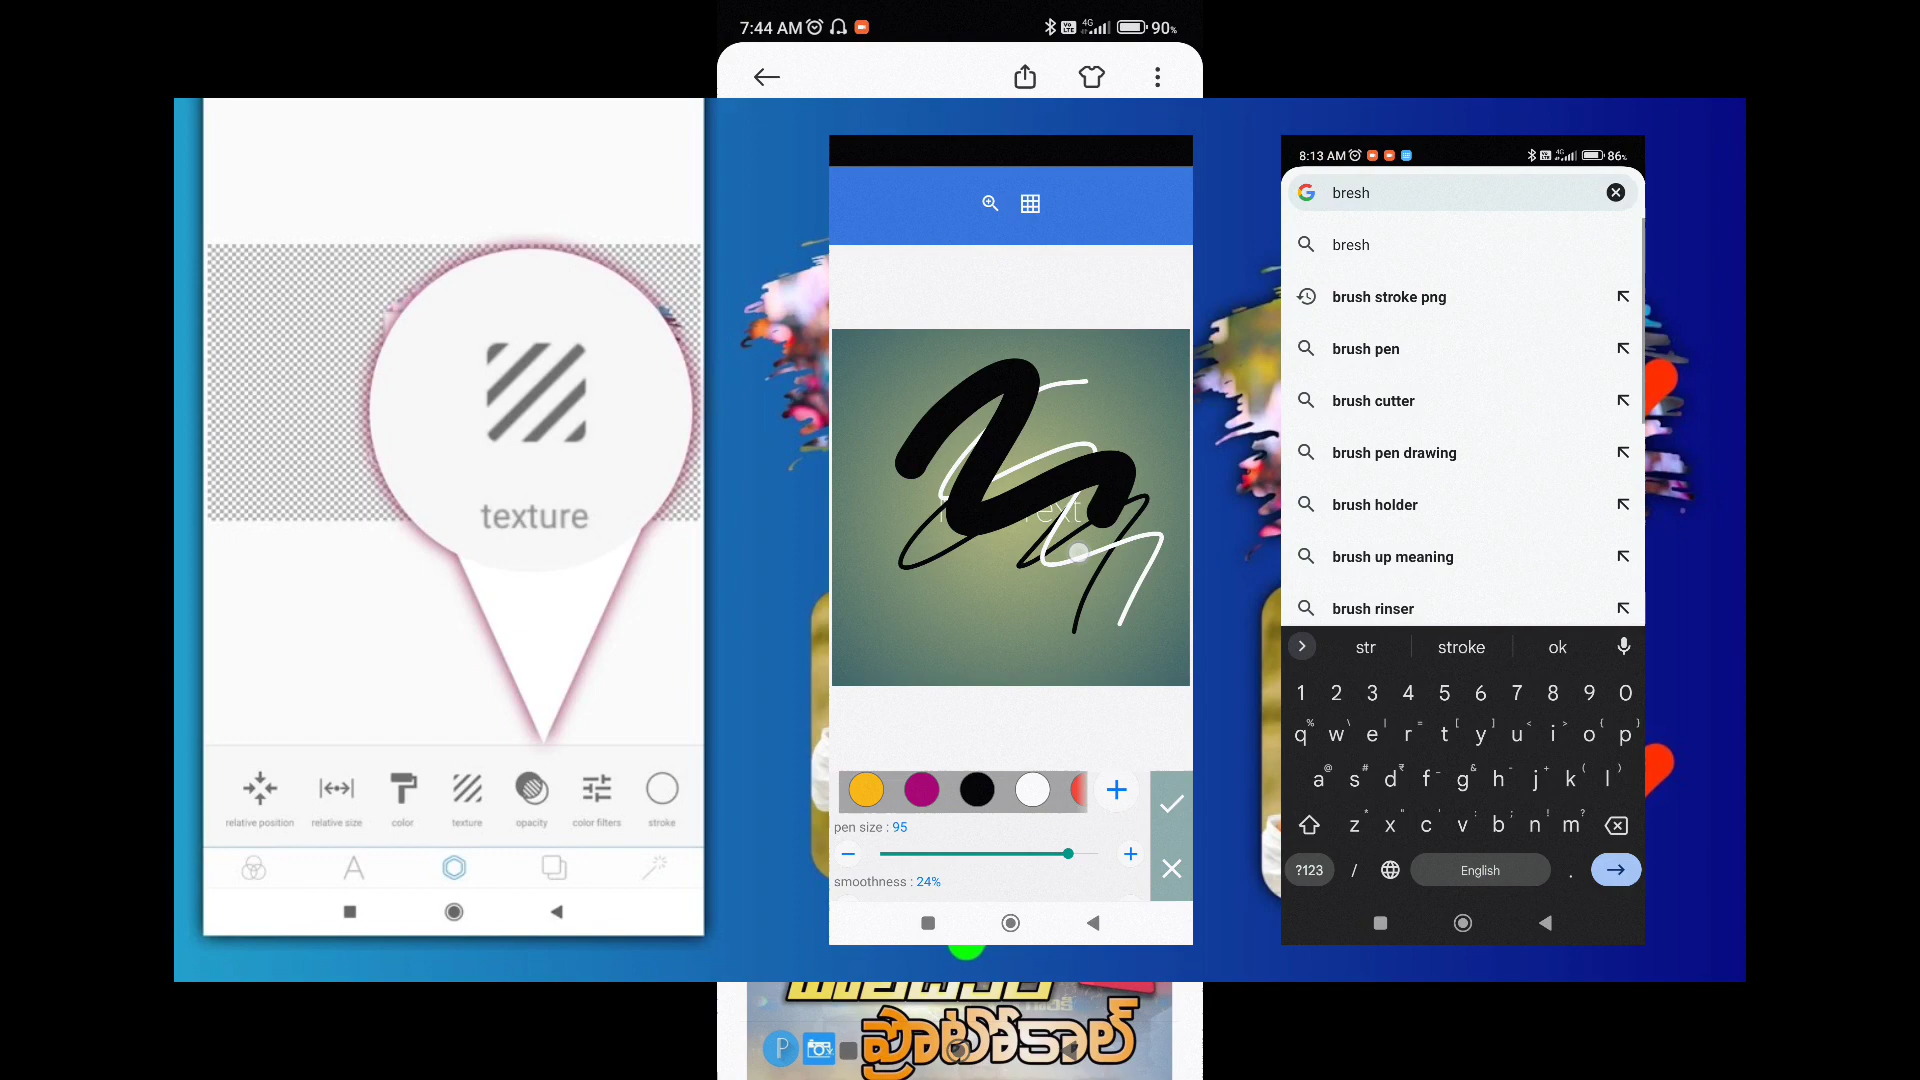 7:44 AM
4G
90%
texture
relative position
relative size
color
texture
opacity
color filters
stroke
A
Text
pen size : 95
smoothness : 24%
8:13 AM
4G
86%
bresh
bresh
brush stroke png
brush pen
brush cutter
brush pen drawing
brush holder
brush up meaning
brush rinser
str stroke ok
1 2 3 4 5 6 7 8 9 0
q w e r t y u i o p
a s d f g h j k l
z x c v b n m
?123 / English .
ప్రొటోకాల్
P